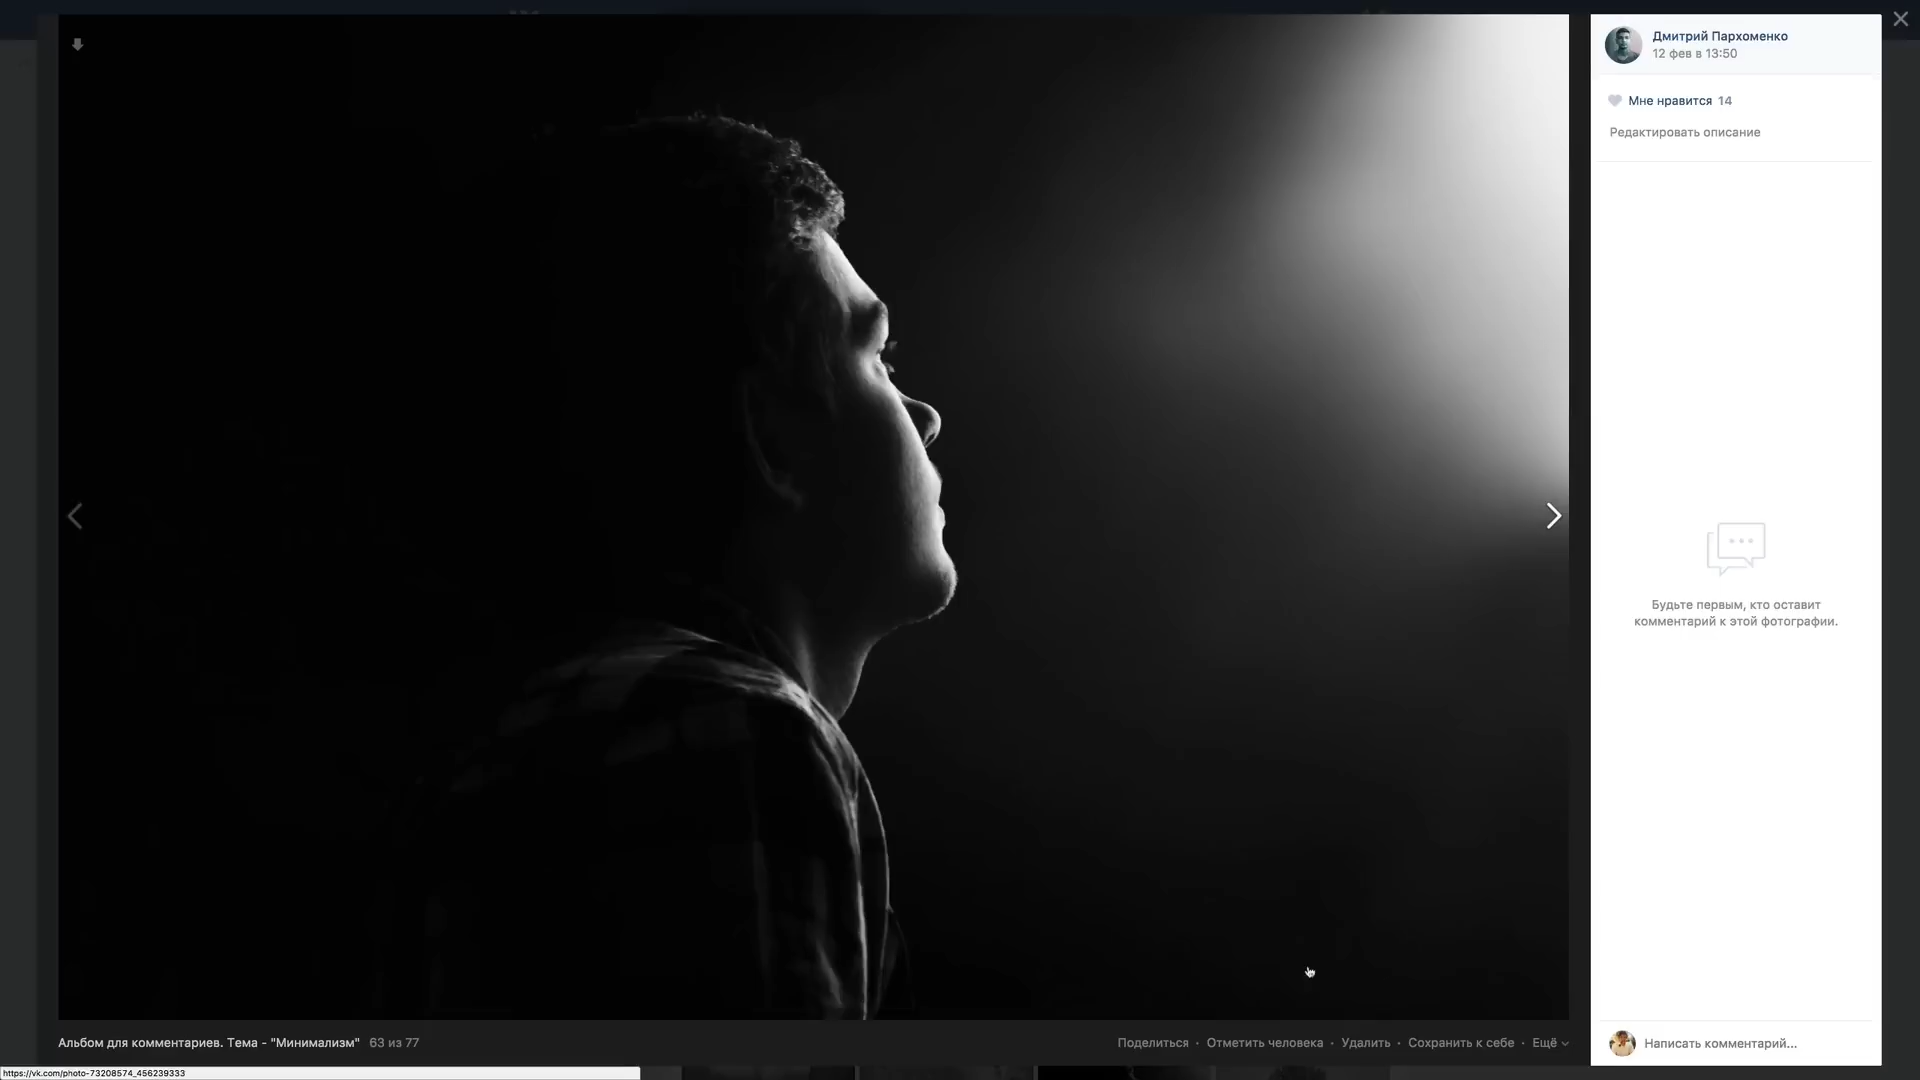 Дмитрий Пархоменко
12 фев в 13:50
Мне нравится 14
Редактировать описание
Будьте первым, кто оставит
комментарий к этой фотографии.
Альбом для комментариев. Тема - "Минимализм" 63 из 77
Поделиться · Отметить человека · Удалить · Сохранить к себе · Ещё
Написать комментарий...
https://vk.com/photo-73208574_456239333